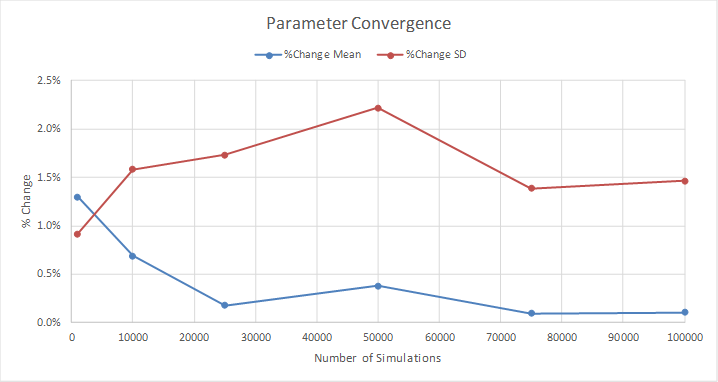 Parameter Convergence
%Change Mean %Change SD
2.5%
2.0%
1.5%
1.0%
0.5%
0.0%
% Change
0 10000 20000 30000 40000 50000 60000 70000 80000 90000 100000
Number of Simulations